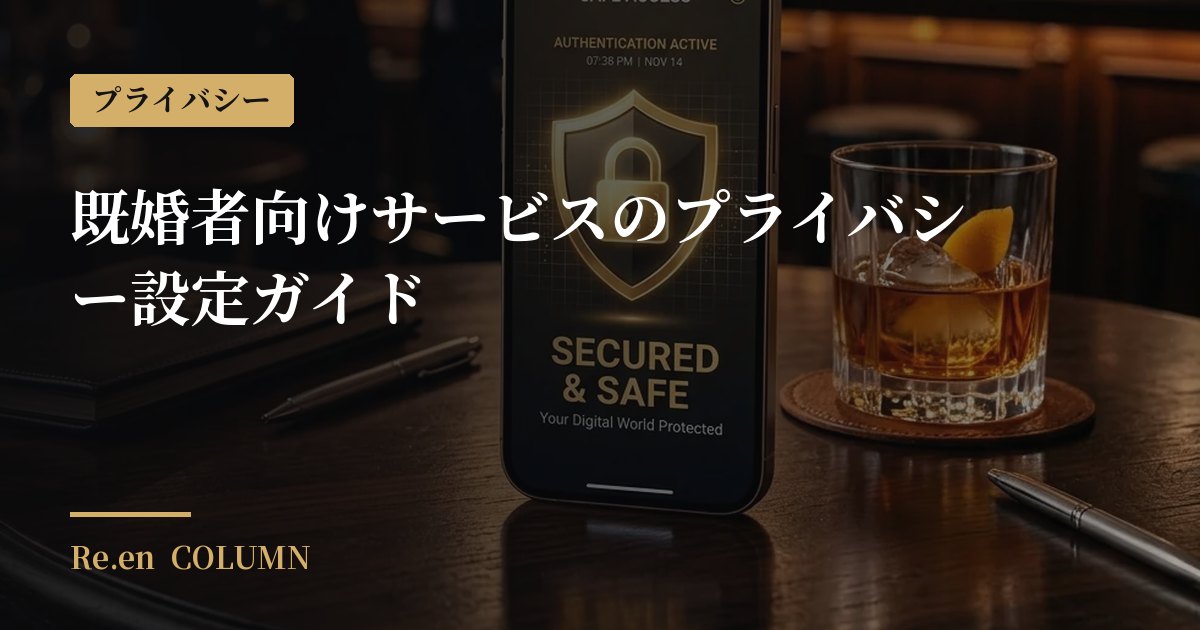 AUTHENTICATION ACTIVE
07:38 PM | NOV 14
プライバシー
既婚者向けサービスのプライバシ
ー設定ガイド
SECURED
& SAFE
Your Digital World Protected
Re.en COLUMN